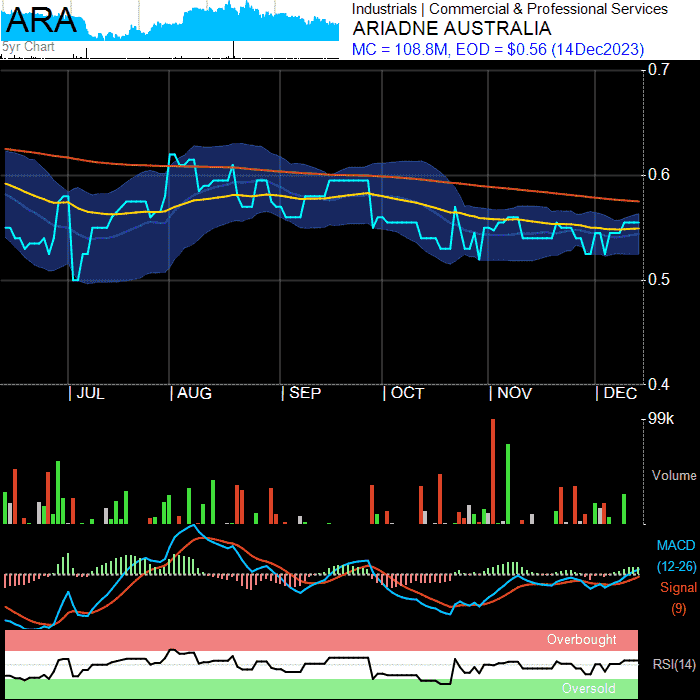 ARA
5yr Chart
Industrials | Commercial & Professional Services
ARIADNE AUSTRALIA
MC = 108.8M, EOD = $0.56 (14Dec2023)
0.7
0.6
0.5
0.4
| JUL | AUG | SEP | OCT | NOV | DEC
99k
Volume
MACD
(12-26)
Signal
(9)
Overbought
RSI(14)
Oversold